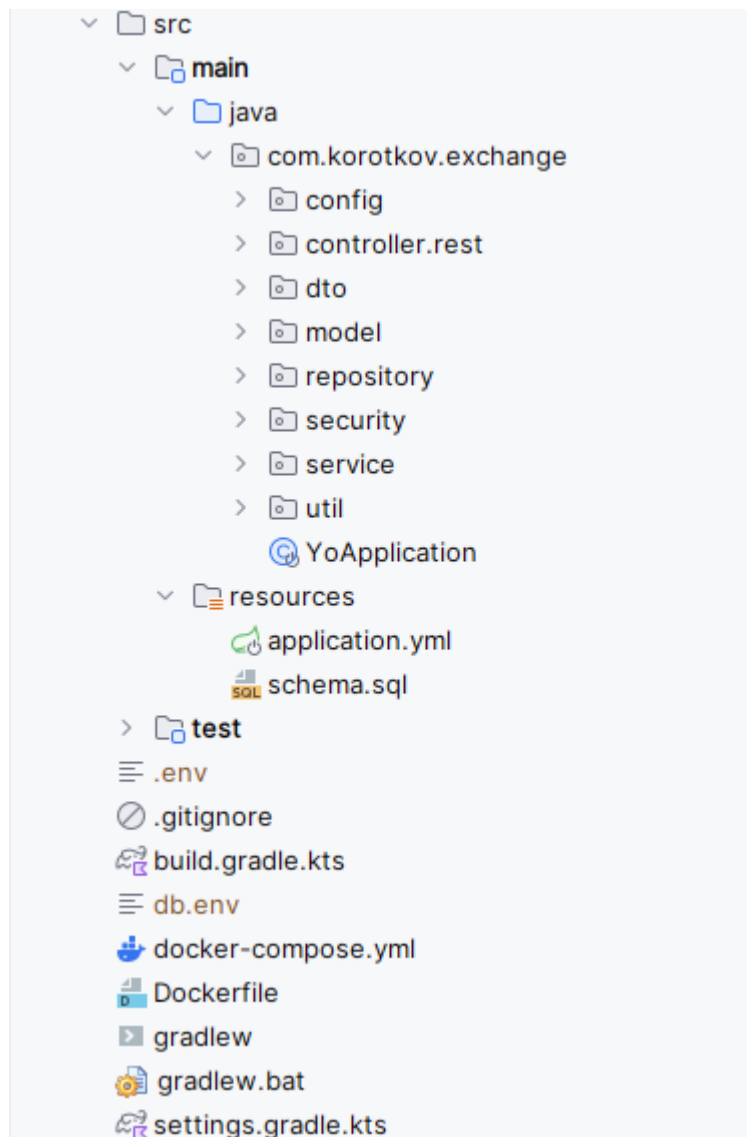 src
main
java
com.korotkov.exchange
config
controller.rest
dto
model
repository
security
service
util
YoApplication
resources
application.yml
SQL schema.sql
test
.env
.gitignore
build.gradle.kts
db.env
docker-compose.yml
D Dockerfile
gradlew
gradlew.bat
settings.gradle.kts